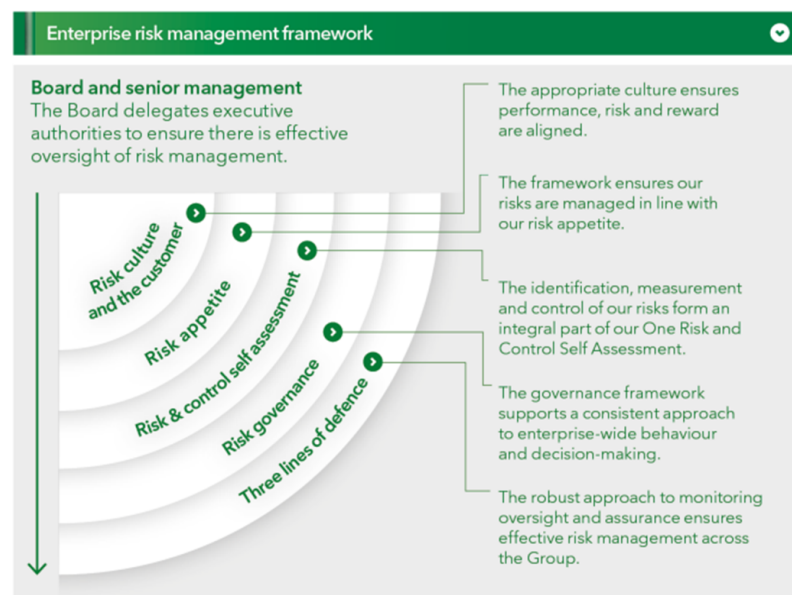 Enterprise risk management framework
Board and senior management
The Board delegates executive
authorities to ensure there is effective
oversight of risk management.
Risk culture
and the customer
Risk appetite
Risk & control self assessment
Risk governance
Three lines of defence
The appropriate culture ensures
performance, risk and reward
are aligned.
The framework ensures our
risks are managed in line with
our risk appetite.
The identification, measurement
and control of our risks form an
integral part of our One Risk and
Control Self Assessment.
The governance framework
supports a consistent approach
to enterprise-wide behaviour
and decision-making.
The robust approach to monitoring
oversight and assurance ensures
effective risk management across
the Group.